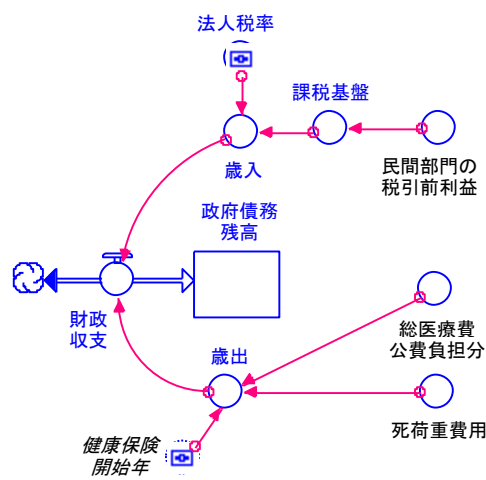 法人税率
課税基盤
歳入
民間部門の
税引前利益
政府債務
残高
財政
収支
総医療費
公費負担分
歳出
死荷重費用
健康保険
開始年